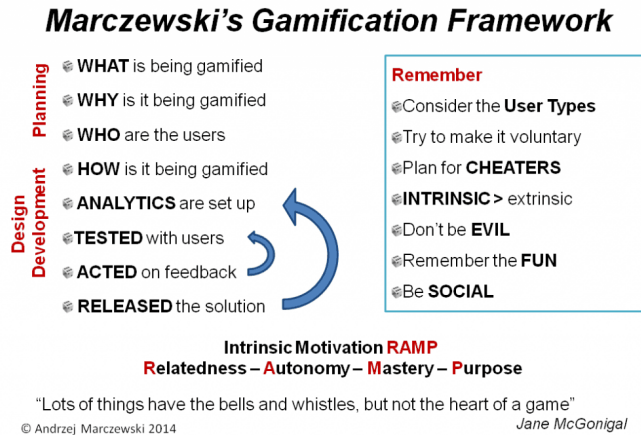 Marczewski's Gamification Framework
Planning
WHAT is being gamified
WHY is it being gamified
WHO are the users
Design
Development
HOW is it being gamified
ANALYTICS are set up
TESTED with users
ACTED on feedback
RELEASED the solution
Remember
Consider the User Types
Try to make it voluntary
Plan for CHEATERS
INTRINSIC > extrinsic
Don't be EVIL
Remember the FUN
Be SOCIAL
Intrinsic Motivation RAMP
Relatedness – Autonomy – Mastery – Purpose
“Lots of things have the bells and whistles, but not the heart of a game”
Jane McGonigal
© Andrzej Marczewski 2014